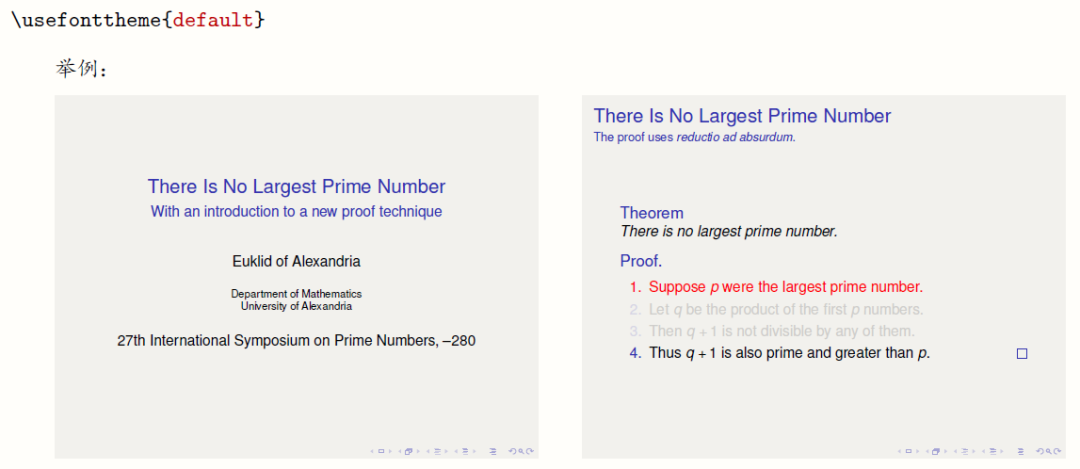 \usefonttheme{default}
举例：
There Is No Largest Prime Number
With an introduction to a new proof technique
Euklid of Alexandria
Department of Mathematics
University of Alexandria
27th International Symposium on Prime Numbers, –280
There Is No Largest Prime Number
The proof uses reductio ad absurdum.
Theorem
There is no largest prime number.
Proof.
1. Suppose p were the largest prime number.
2. Let q be the product of the first p numbers.
3. Then q + 1 is not divisible by any of them.
4. Thus q + 1 is also prime and greater than p.